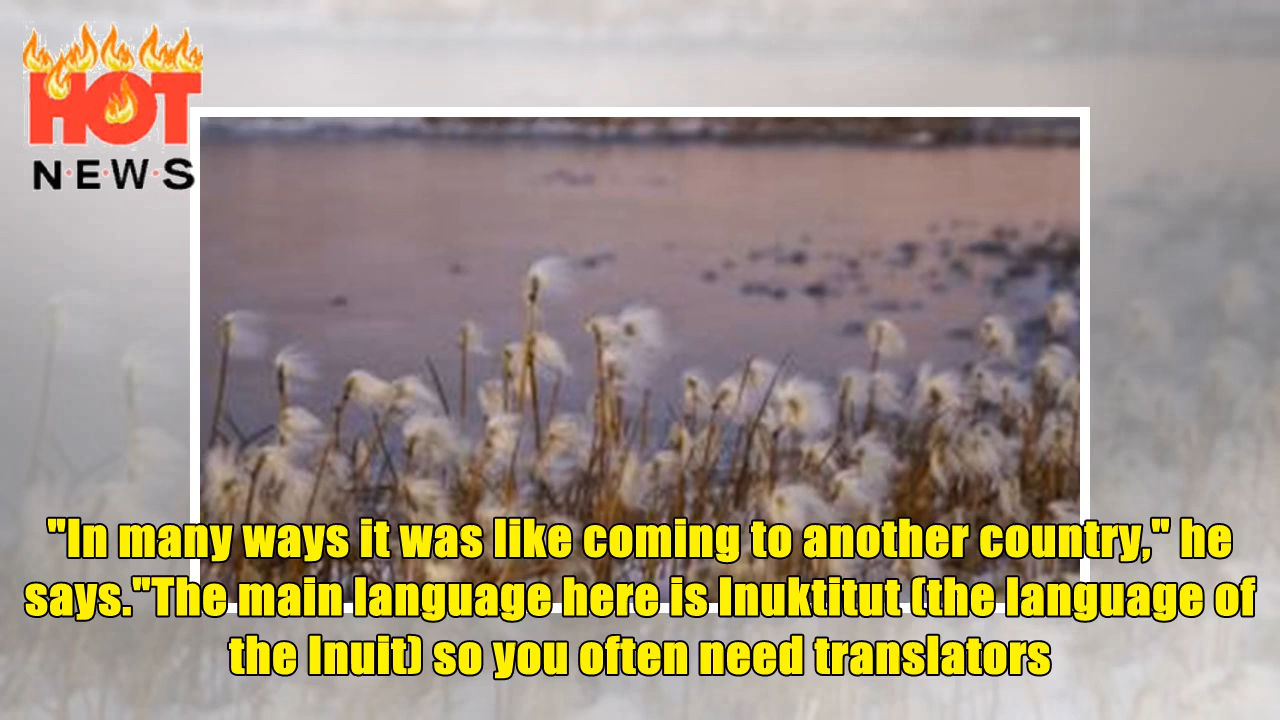 HOT
N·E·W·S
"In many ways it was like coming to another country," he
says."The main language here is Inuktitut (the language of
the Inuit) so you often need translators